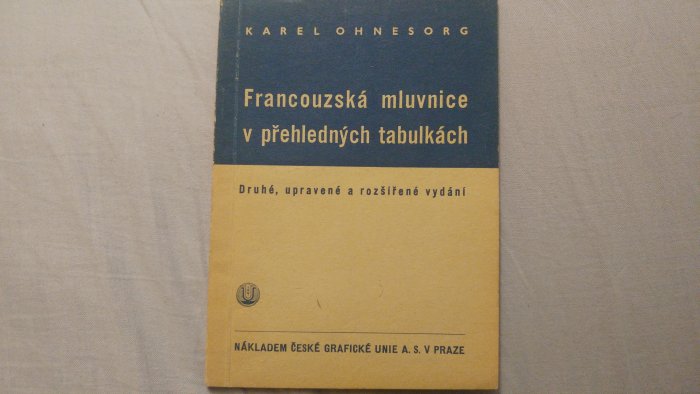 KAREL OHNESORG
Francouzská mluvnice
v přehledných tabulkách
Druhé, upravené a rozšířené vydání
U
NÁKLADEM ČESKÉ GRAFICKÉ UNIE A. S. V PRAZE